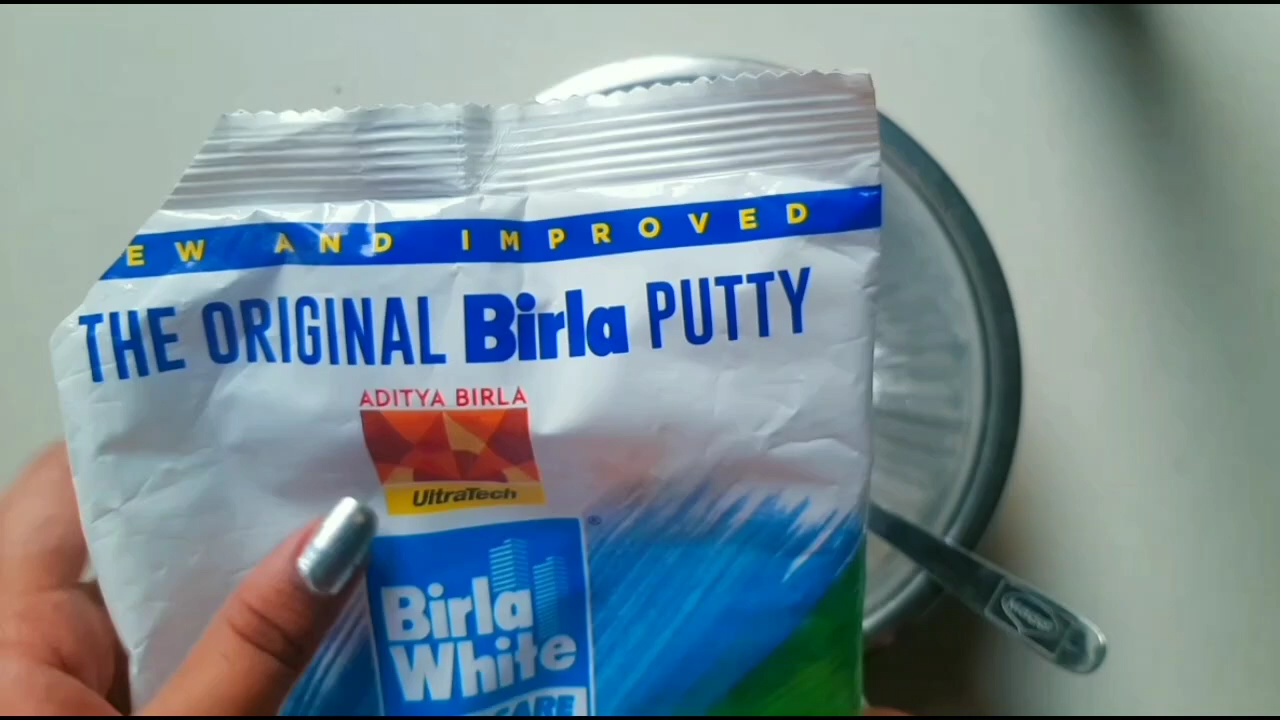 EW AND IMPROVED
THE ORIGINAL Birla PUTTY
ADITYA BIRLA
UltraTech
Birla
White
®